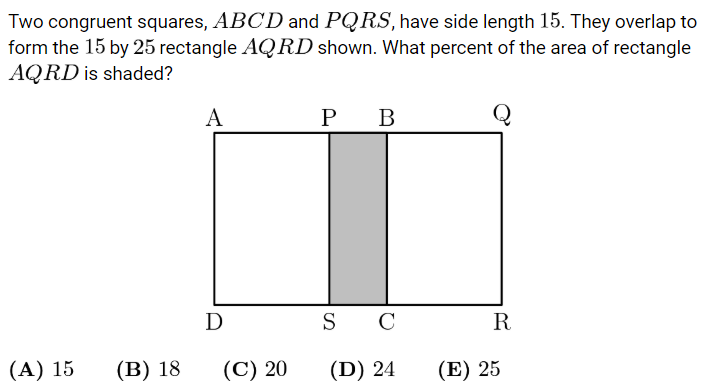 Two congruent squares, ABCD and PQRS, have side length 15. They overlap to
form the 15 by 25 rectangle AQRD shown. What percent of the area of rectangle
AQRD is shaded?
A P B Q
D S C R
(A) 15 (B) 18 (C) 20 (D) 24 (E) 25